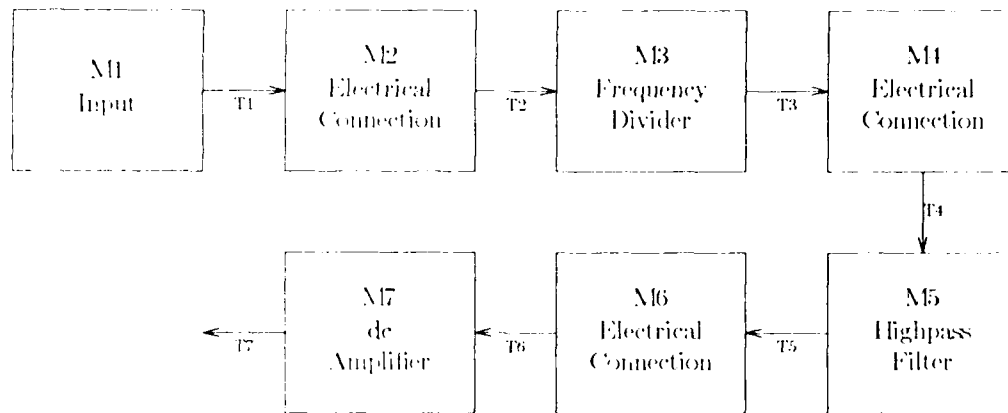 M1
Input
T1
M2
Electrical
Connection
T2
M3
Frequency
Divider
T3
M4
Electrical
Connection
T4
M5
Highpass
Filter
T5
M6
Electrical
Connection
T6
M7
dc
Amplifier
T7